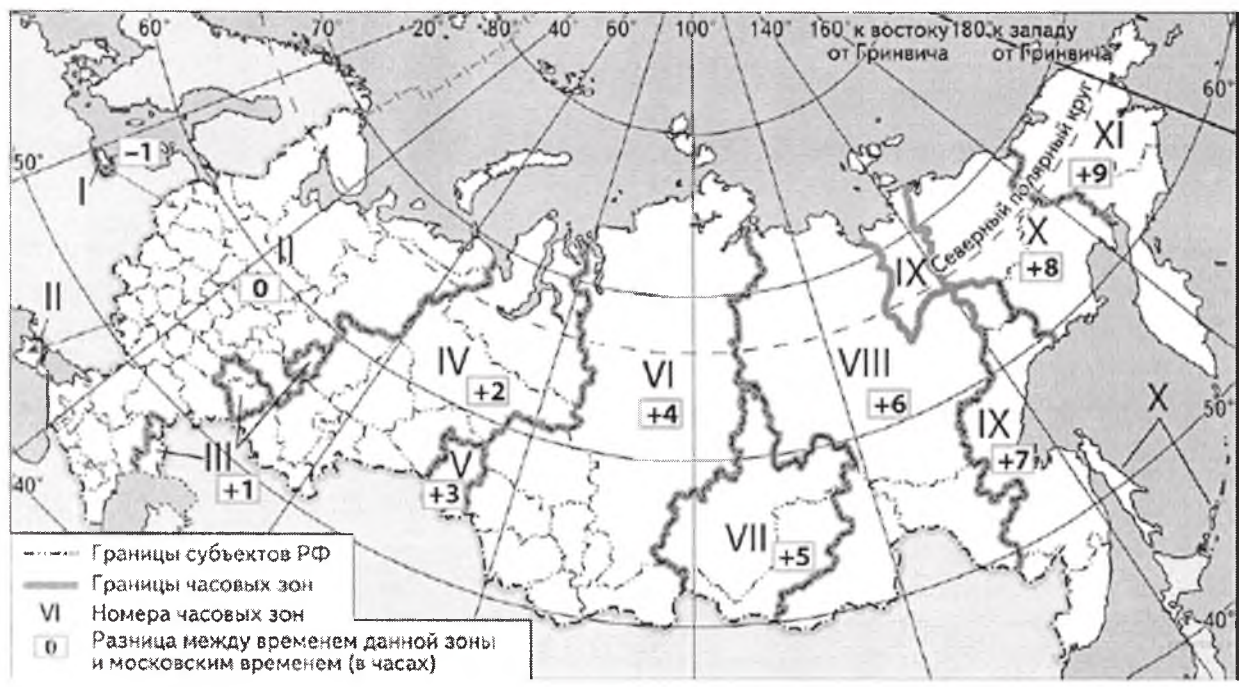 60° 70° 20° 30° 40° 60° 80° 100° 120° 140° 160° к востоку 180° к западу
от Гринвича от Гринвича
60°
50°
40°
–1
I
II
0
II
III
+1
IV
+2
V
+3
VI
+4
VII
+5
VIII
+6
IX
IX
+7
X
+8
XI
+9
X
Северный полярный круг
50°
40°
Границы субъектов РФ
Границы часовых зон
VI Номера часовых зон
0 Разница между временем данной зоны
и московским временем (в часах)